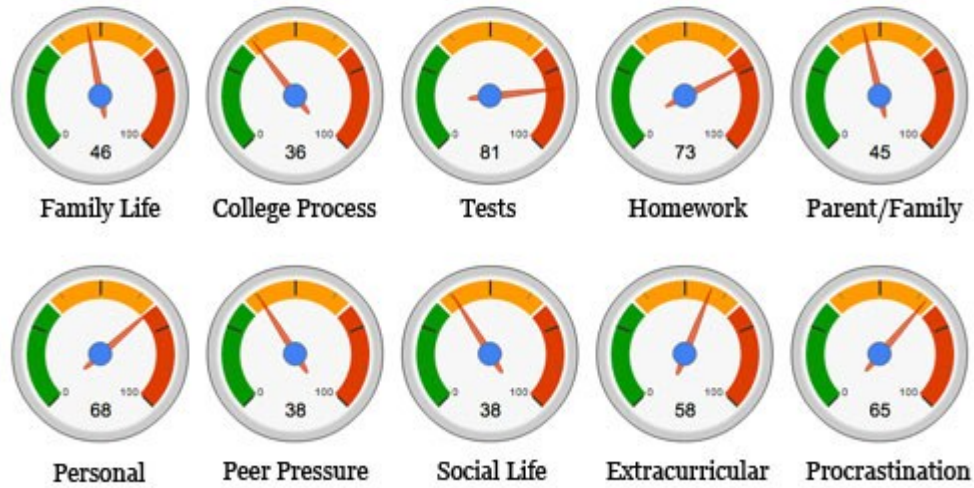 0 100 0 100 0 100 0 100 0 100
46 36 81 73 45
Family Life College Process Tests Homework Parent/Family
0 100 0 100 0 100 0 100 0 100
68 38 38 58 65
Personal Peer Pressure Social Life Extracurricular Procrastination